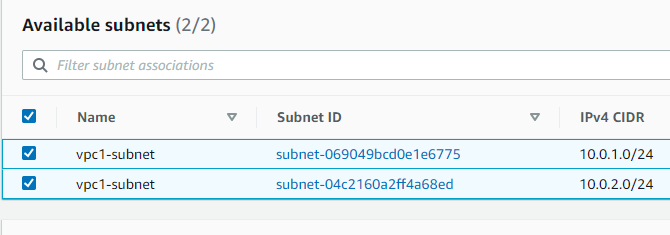 Available subnets (2/2)
Filter subnet associations
Name Subnet ID IPv4 CIDR
vpc1-subnet subnet-069049bcd0e1e6775 10.0.1.0/24
vpc1-subnet subnet-04c2160a2ff4a68ed 10.0.2.0/24